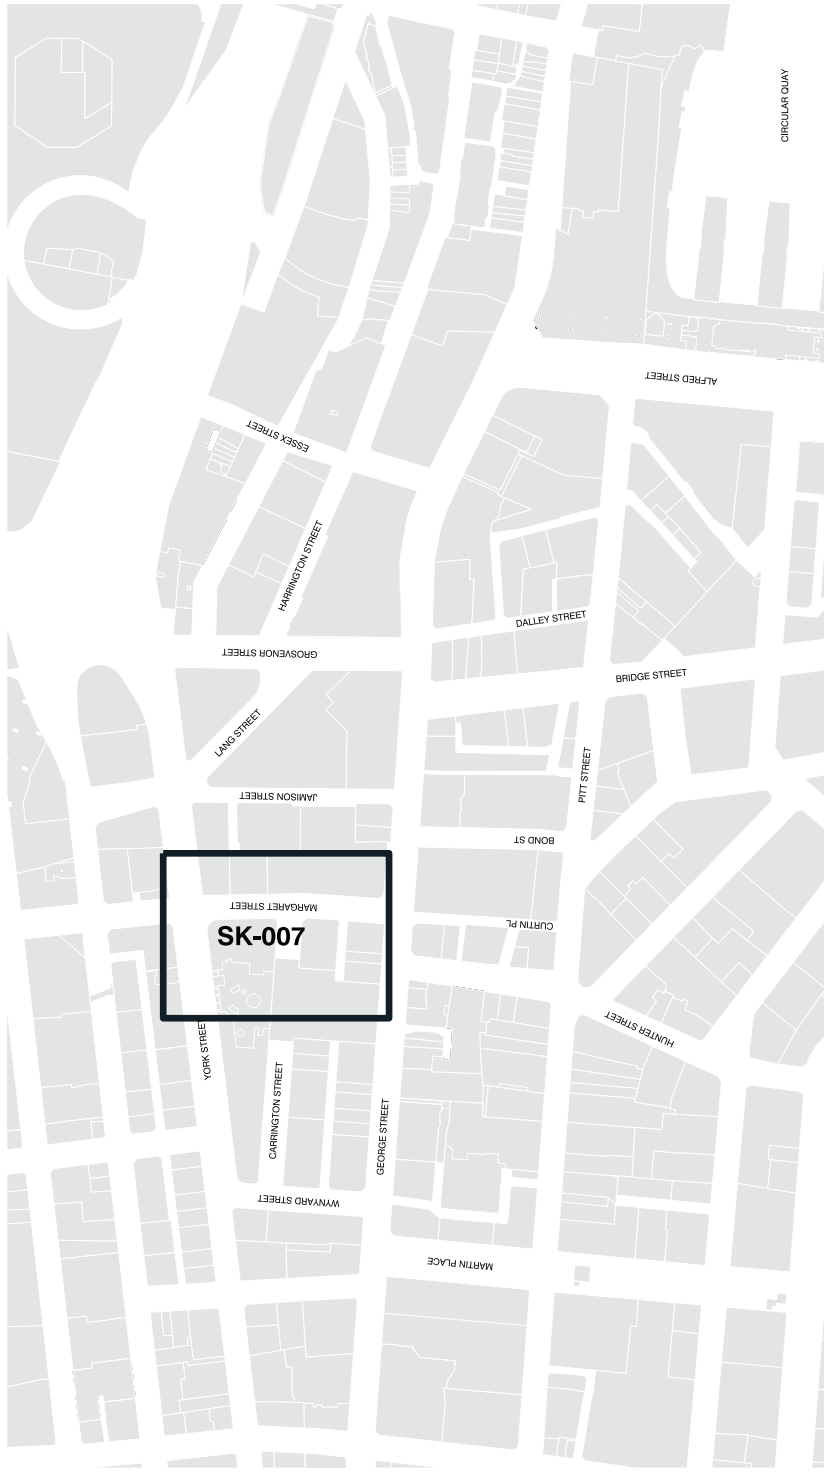 CIRCULAR QUAY
ALFRED STREET
ESSEX STREET
HARRINGTON STREET
DALLEY STREET
GROSVENOR STREET
BRIDGE STREET
LANG STREET
PITT STREET
JAMISON STREET
BOND ST
MARGARET STREET
CURTIN PL
SK-007
HUNTER STREET
YORK STREET
CARRINGTON STREET
GEORGE STREET
WYNYARD STREET
MARTIN PLACE